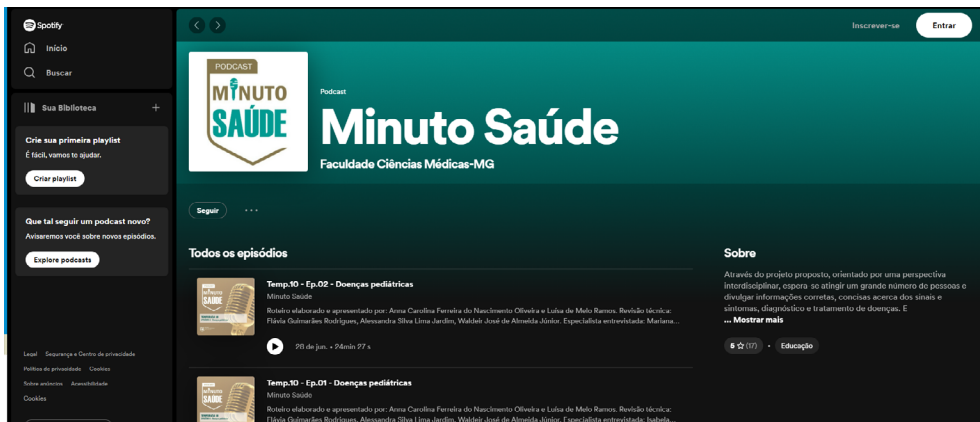 Spotify
Início
Buscar
Sua Biblioteca
Crie sua primeira playlist
É fácil, vamos te ajudar.
Criar playlist
Que tal seguir um podcast novo?
Avisaremos você sobre novos episódios.
Explore podcasts
Legal Segurança e Centro de privacidade
Política de privacidade Cookies
Sobre anúncios Acessibilidade
Cookies
Inscrever-se
Entrar
PODCAST
MINUTO
SAÚDE
Podcast
Minuto Saúde
Faculdade Ciências Médicas-MG
Seguir
Todos os episódios
MINUTO
SAÚDE
Temp.10 - Ep.02 - Doenças pediátricas
Minuto Saúde
Roteiro elaborado e apresentado por: Anna Carolina Ferreira do Nascimento Oliveira e Luísa de Melo Ramos. Revisão técnica:
Flávia Guimarães Rodrigues, Alessandra Silva Lima Jardim, Waldeir José de Almeida Júnior. Especialista entrevistada: Mariana...
28 de jun. • 24min 27 s
MINUTO
SAÚDE
Temp.10 - Ep.01 - Doenças pediátricas
Minuto Saúde
Roteiro elaborado e apresentado por: Anna Carolina Ferreira do Nascimento Oliveira e Luísa de Melo Ramos. Revisão técnica:
Flávia Guimarães Rodrigues, Alessandra Silva Lima Jardim, Waldeir José de Almeida Júnior. Especialista entrevistada: Isabela...
Sobre
Através do projeto proposto, orientado por uma perspectiva
interdisciplinar, espera-se atingir um grande número de pessoas e
divulgar informações corretas, concisas acerca dos sinais e
sintomas, diagnóstico e tratamento de doenças. E
... Mostrar mais
5 ☆ (17) • Educação